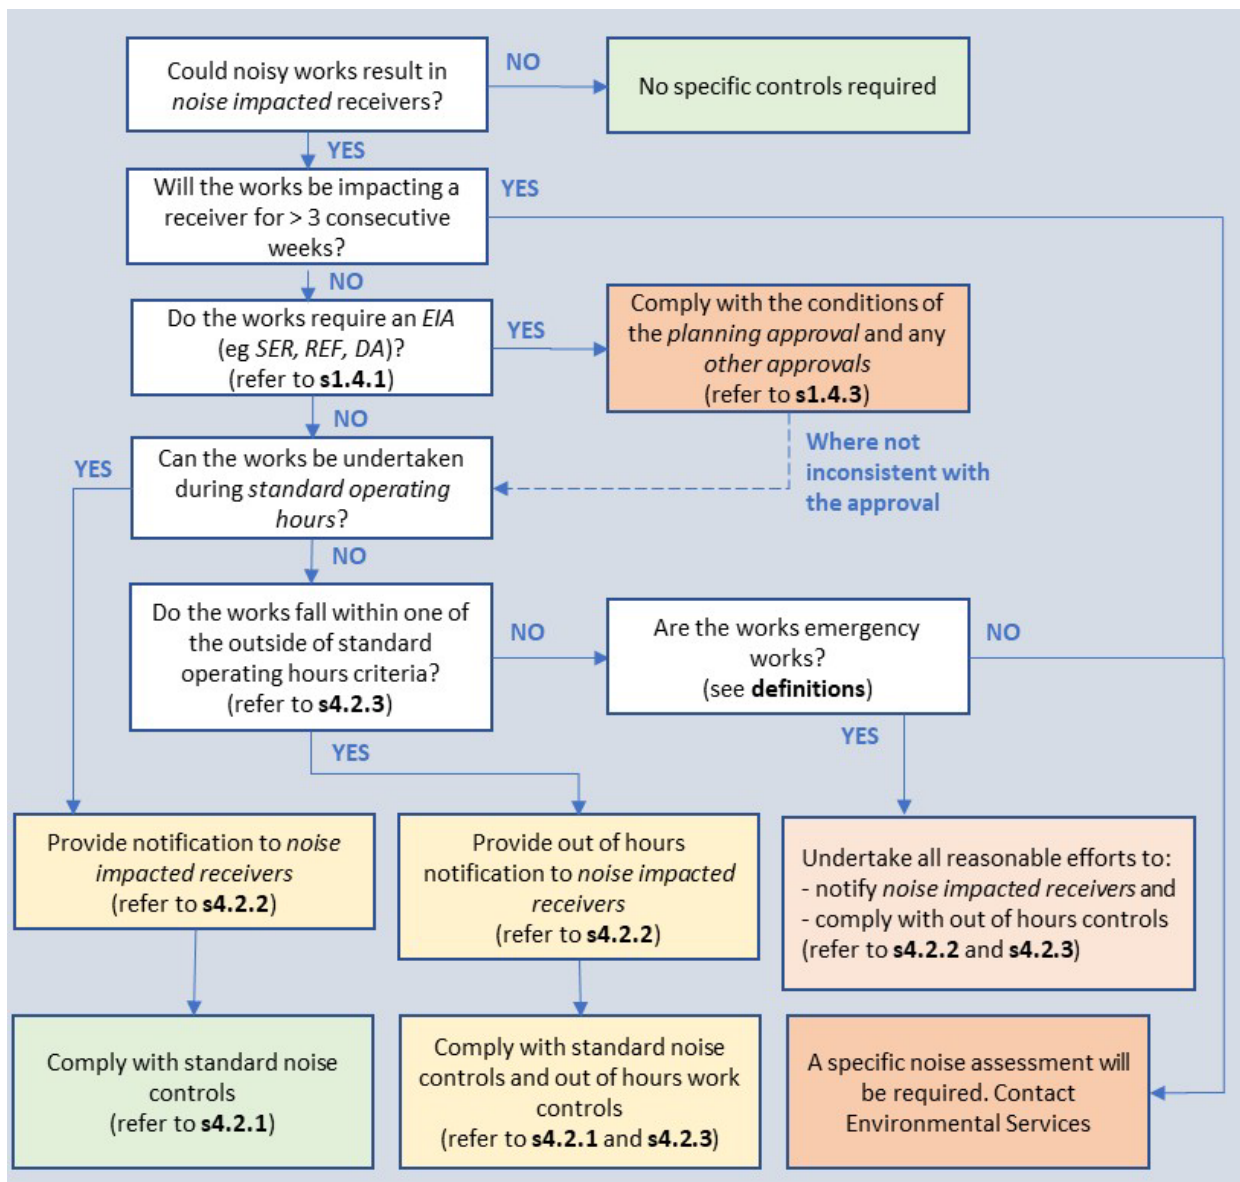 Could noisy works result in
noise impacted receivers?
NO
No specific controls required
YES
Will the works be impacting a
receiver for > 3 consecutive
weeks?
YES
NO
Do the works require an EIA
(eg SER, REF, DA)?
(refer to s1.4.1)
YES
Comply with the conditions of
the planning approval and any
other approvals
(refer to s1.4.3)
NO
Where not
inconsistent with
the approval
YES
Can the works be undertaken
during standard operating
hours?
NO
Do the works fall within one of
the outside of standard
operating hours criteria?
(refer to s4.2.3)
NO
Are the works emergency
works?
(see definitions)
NO
YES
YES
Provide notification to noise
impacted receivers
(refer to s4.2.2)
Provide out of hours
notification to noise impacted
receivers
(refer to s4.2.2)
Undertake all reasonable efforts to:
- notify noise impacted receivers and
- comply with out of hours controls
(refer to s4.2.2 and s4.2.3)
Comply with standard noise
controls
(refer to s4.2.1)
Comply with standard noise
controls and out of hours work
controls
(refer to s4.2.1 and s4.2.3)
A specific noise assessment will
be required. Contact
Environmental Services